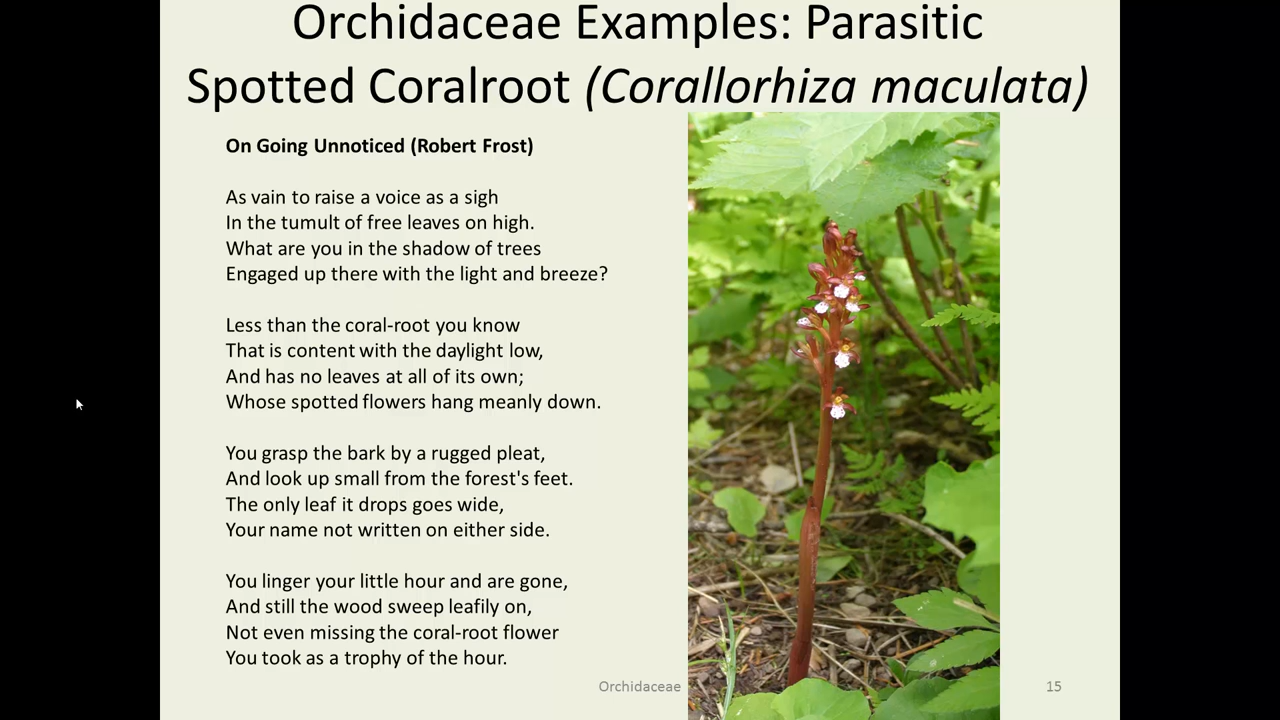 Orchidaceae Examples: Parasitic
Spotted Coralroot (Corallorhiza maculata)
On Going Unnoticed (Robert Frost)
As vain to raise a voice as a sigh
In the tumult of free leaves on high.
What are you in the shadow of trees
Engaged up there with the light and breeze?
Less than the coral-root you know
That is content with the daylight low,
And has no leaves at all of its own;
Whose spotted flowers hang meanly down.
You grasp the bark by a rugged pleat,
And look up small from the forest's feet.
The only leaf it drops goes wide,
Your name not written on either side.
You linger your little hour and are gone,
And still the wood sweep leafily on,
Not even missing the coral-root flower
You took as a trophy of the hour.
Orchidaceae
15